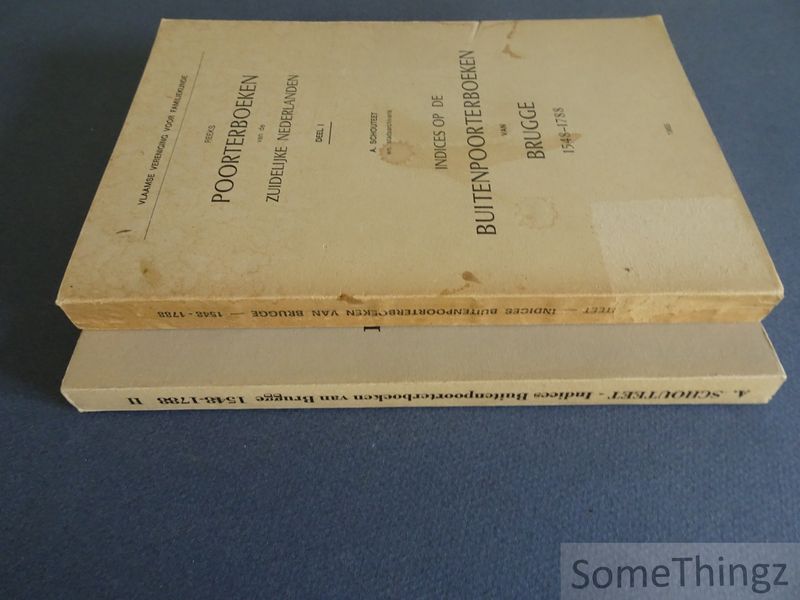 VLAAMSE VERENIGING VOOR FAMILIEKUNDE
REEKS
POORTERBOEKEN
van de
ZUIDELIJKE NEDERLANDEN
DEEL I
A. SCHOUTEET
INDICES OP DE
BUITENPOORTERBOEKEN
VAN
BRUGGE
1548-1788
TEET — INDICES BUITENPOORTERBOEKEN VAN BRUGGE — 1548-1788
A. SCHOUTEET - Indices Buitenpoorterboeken van Brugge 1548-1788 II
SomeThingz